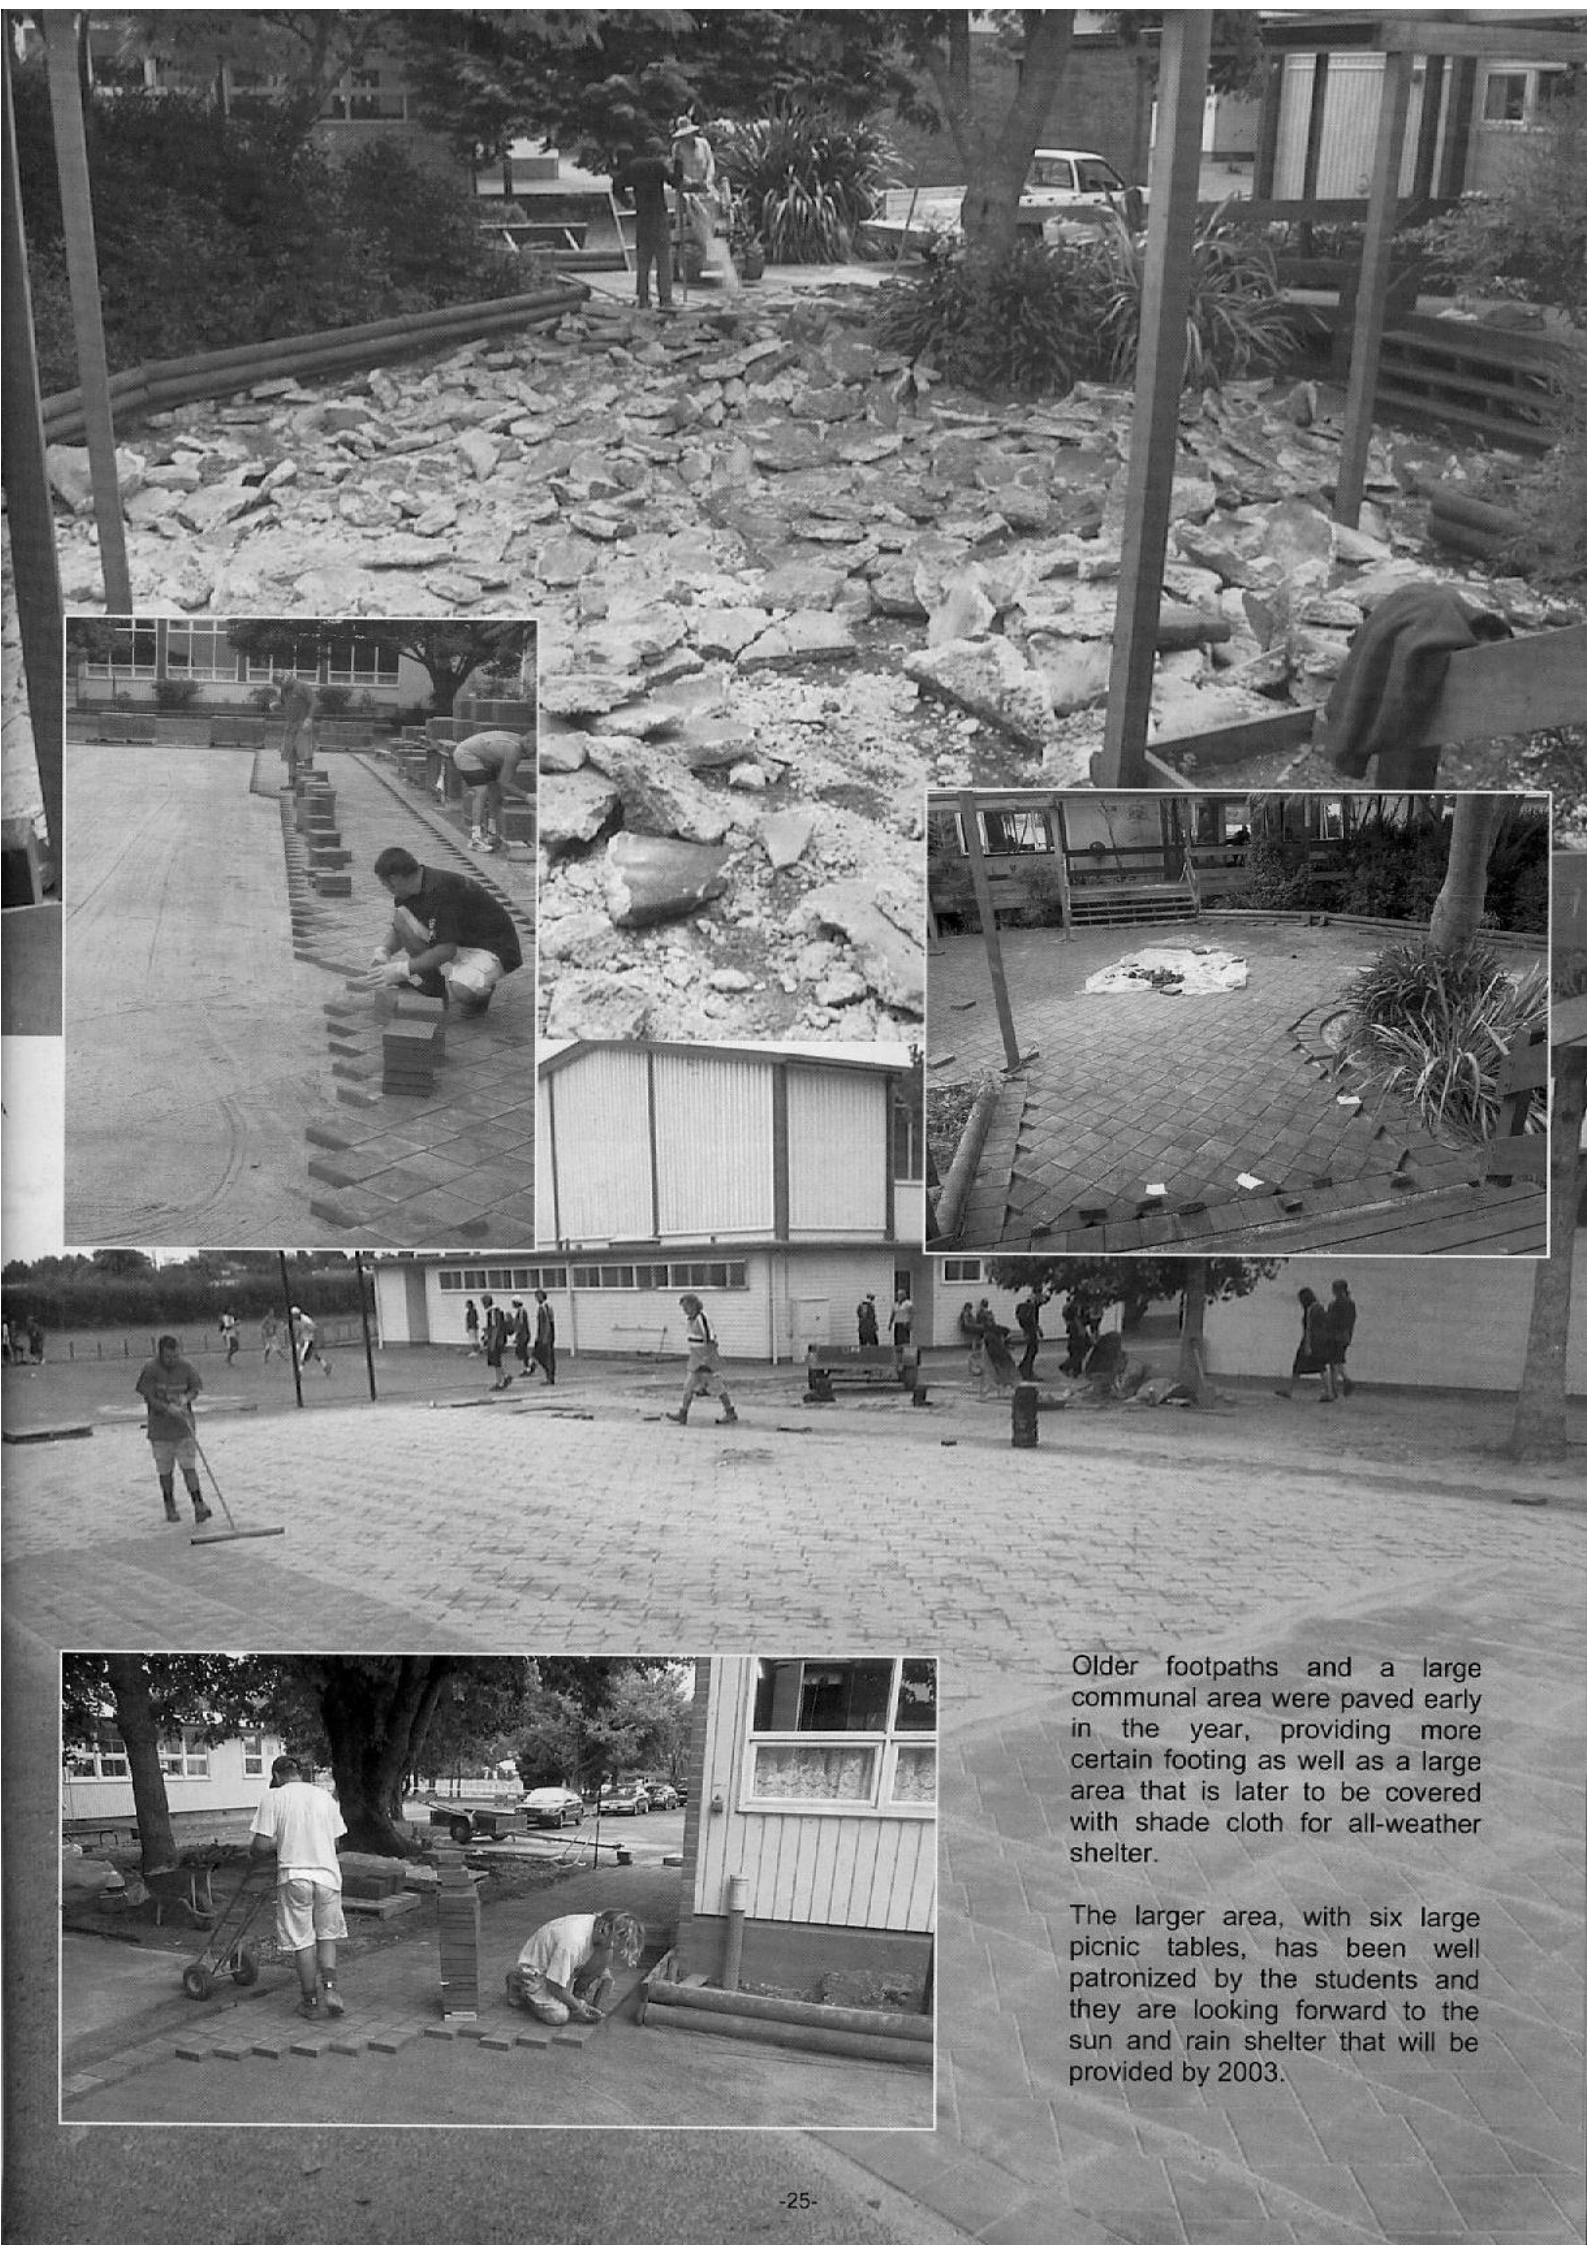 Older footpaths and a large
communal area were paved early
in the year, providing more
certain footing as well as a large
area that is later to be covered
with shade cloth for all-weather
shelter.
The larger area, with six large
picnic tables, has been well
patronized by the students and
they are looking forward to the
sun and rain shelter that will be
provided by 2003.
-25-